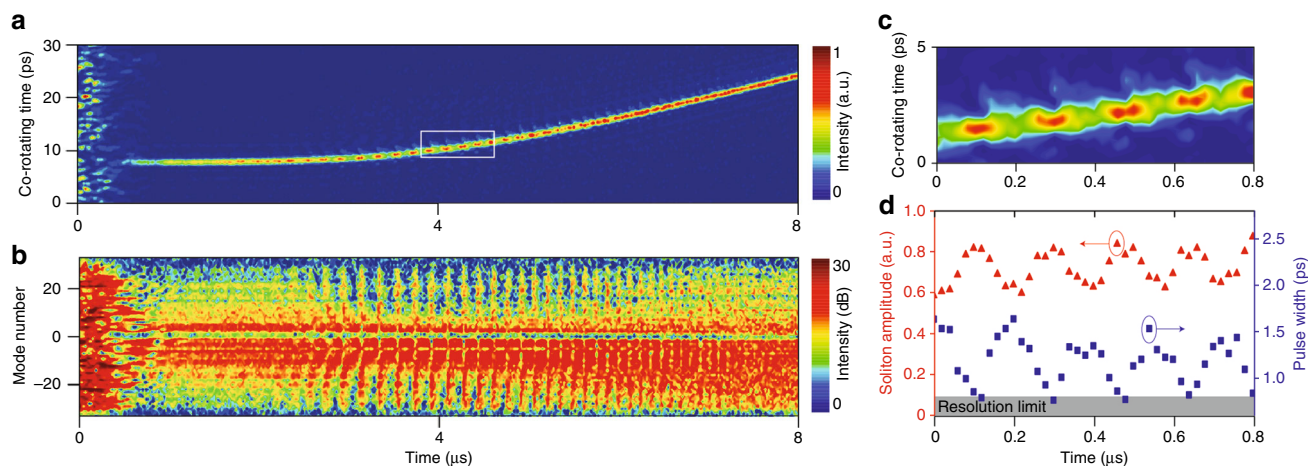 a
30
20
10
0
Co-rotating time (ps)
0
4
8
1
Intensity (a.u.)
0
b
20
0
−20
Mode number
0
4
8
Time (μs)
30
Intensity (dB)
0
c
5
0
Co-rotating time (ps)
0
0.2
0.4
0.6
0.8
d
1.0
0.8
0.6
0.4
0.2
0
Soliton amplitude (a.u.)
2.5
2.0
1.5
1.0
Pulse width (ps)
Resolution limit
0
0.2
0.4
0.6
0.8
Time (μs)